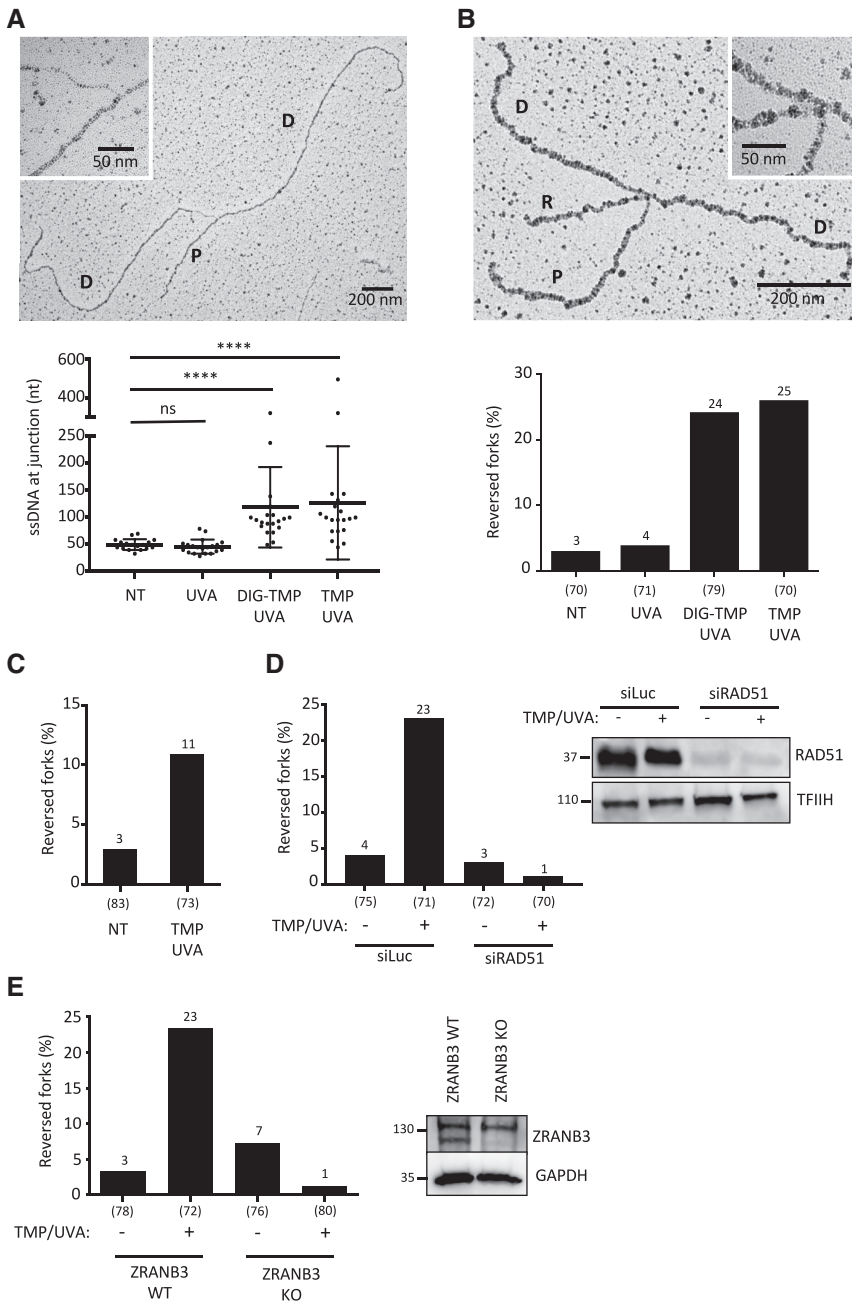 A
50 nm
D
D
P
200 nm
ssDNA at junction (nt)
600
400
250
200
150
100
50
0
****
****
ns
NT
UVA
DIG-TMP
UVA
TMP
UVA
B
D
R
P
D
50 nm
200 nm
Reversed forks (%)
30
20
10
0
3
4
24
25
(70)
(71)
(79)
(70)
NT
UVA
DIG-TMP
UVA
TMP
UVA
C
Reversed forks (%)
15
10
5
0
3
11
(83)
(73)
NT
TMP
UVA
D
Reversed forks (%)
25
20
15
10
5
0
4
23
3
1
(75)
(71)
(72)
(70)
TMP/UVA: - + - +
siLuc
siRAD51
siLuc
siRAD51
TMP/UVA: - + - +
37
RAD51
110
TFIIH
E
Reversed forks (%)
25
20
15
10
5
0
3
23
7
1
(78)
(72)
(76)
(80)
TMP/UVA: - + - +
ZRANB3
WT
ZRANB3
KO
ZRANB3 WT
ZRANB3 KO
130
ZRANB3
35
GAPDH